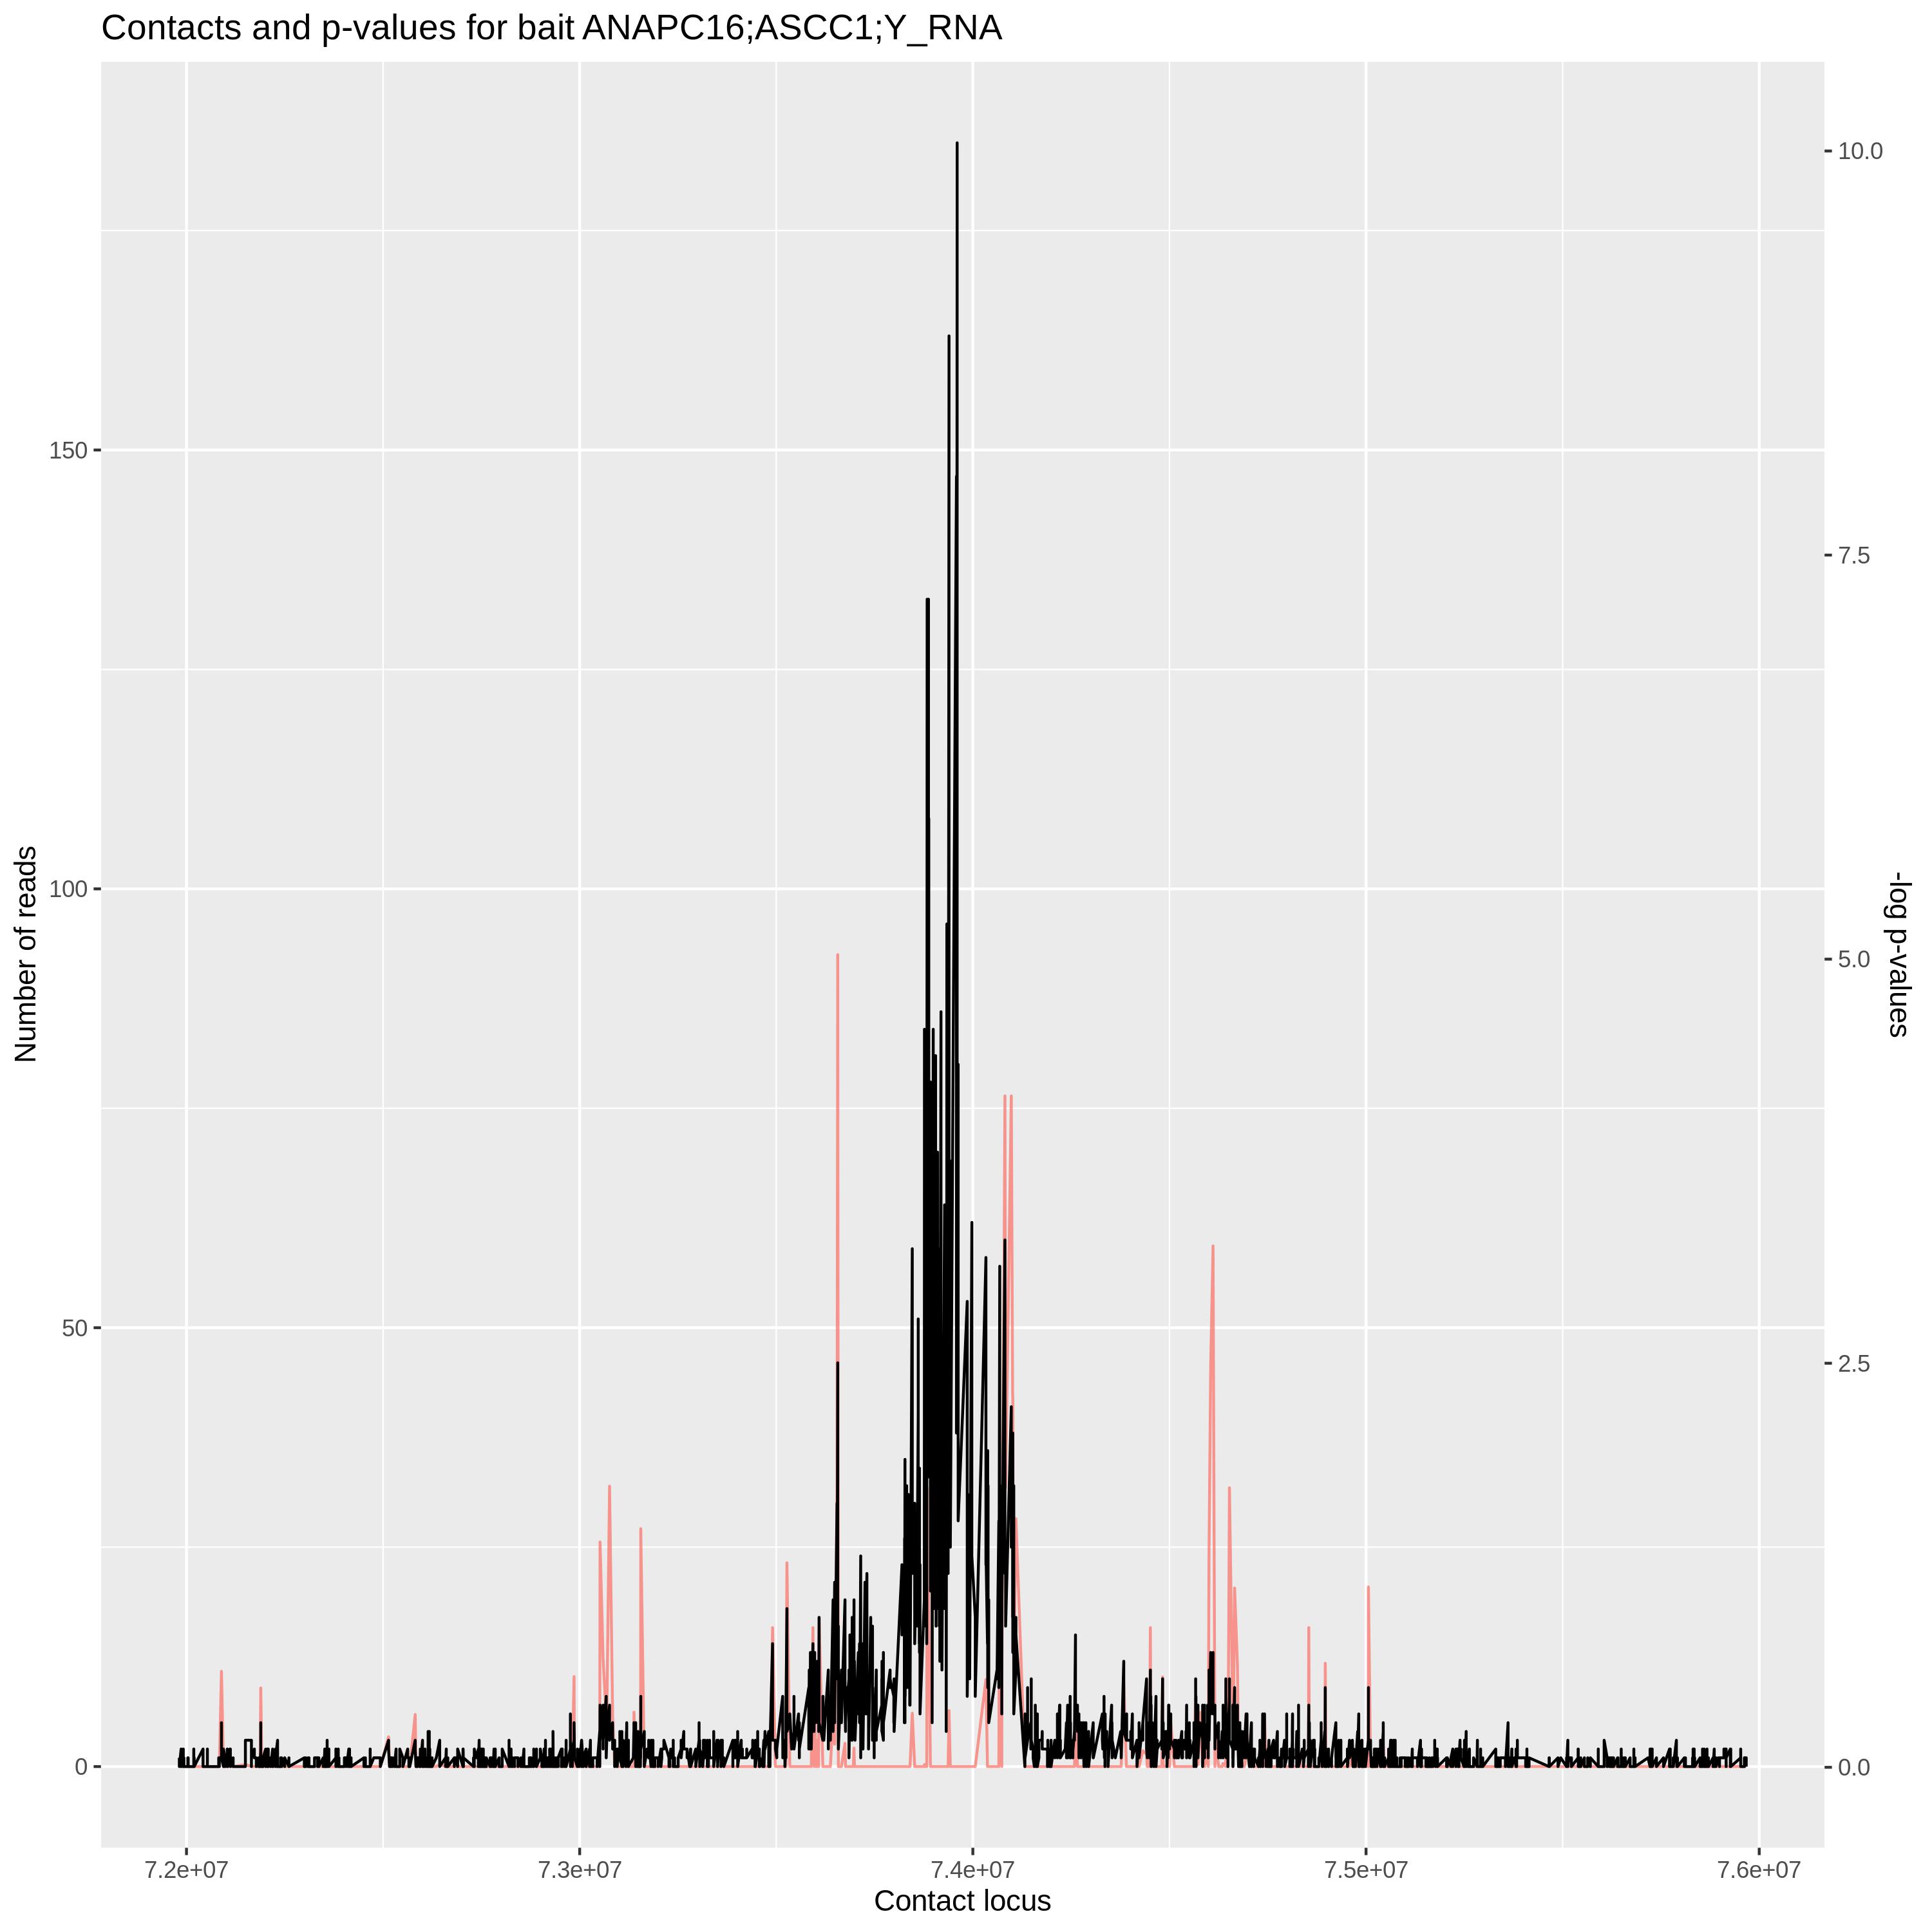 Contacts and p-values for bait ANAPC16;ASCC1;Y_RNA
10.0
150
7.5
Number of reads
100
5.0
-log p-values
50
2.5
0
0.0
7.2e+07 7.3e+07 7.4e+07 7.5e+07 7.6e+07
Contact locus